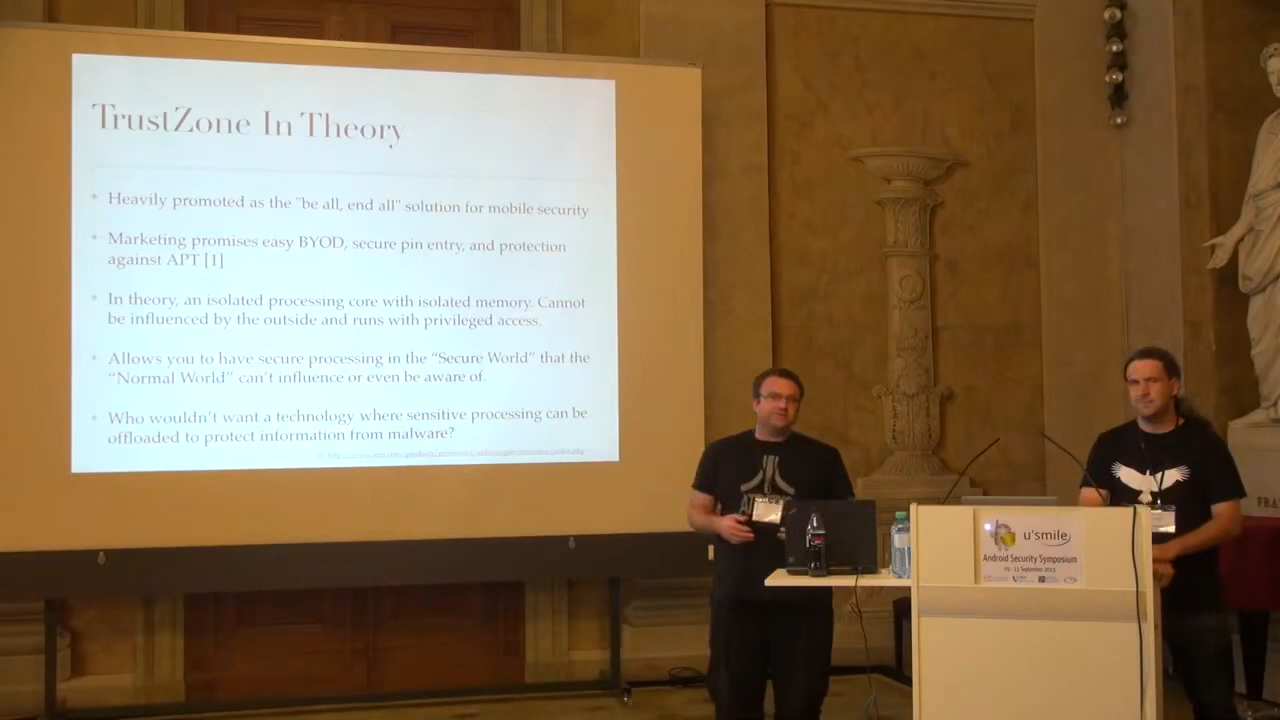 TrustZone In Theory
Heavily promoted as the "be all, end all" solution for mobile security
Marketing promises easy BYOD, secure pin entry, and protection
against APT [1]
In theory, an isolated processing core with isolated memory. Cannot
be influenced by the outside and runs with privileged access.
Allows you to have secure processing in the “Secure World” that the
“Normal World” can’t influence or even be aware of.
Who wouldn’t want a technology where sensitive processing can be
offloaded to protect information from malware?
u'smile
Android Security Symposium
FRA